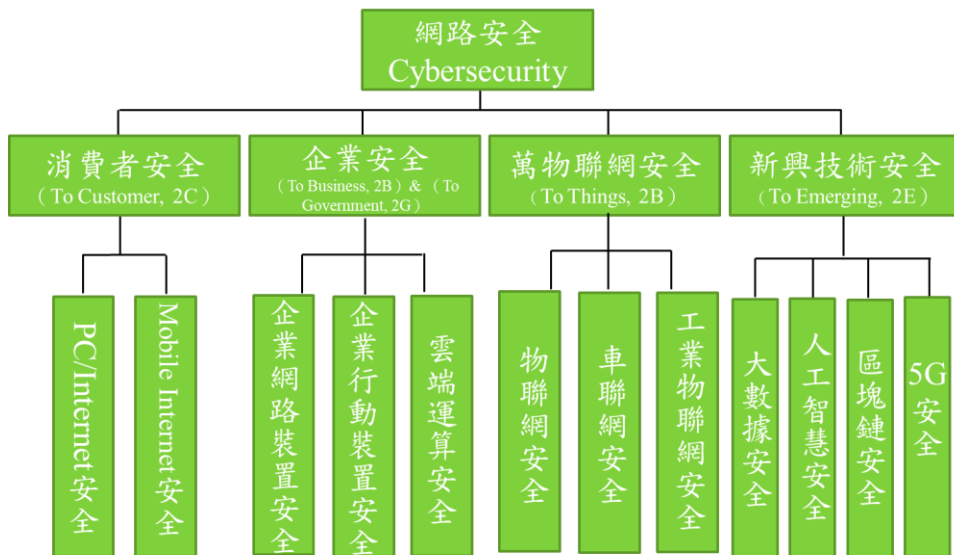 網路安全
Cybersecurity
消費者安全
（To Customer, 2C）
企業安全
（To Business, 2B）&（To
Government, 2G）
萬物聯網安全
（To Things, 2B）
新興技術安全
（To Emerging, 2E）
PC/Internet安全
Mobile Internet安全
企業網路裝置安全
企業行動裝置安全
雲端運算安全
物聯網安全
車聯網安全
工業物聯網安全
大數據安全
人工智慧安全
區塊鏈安全
5G安全